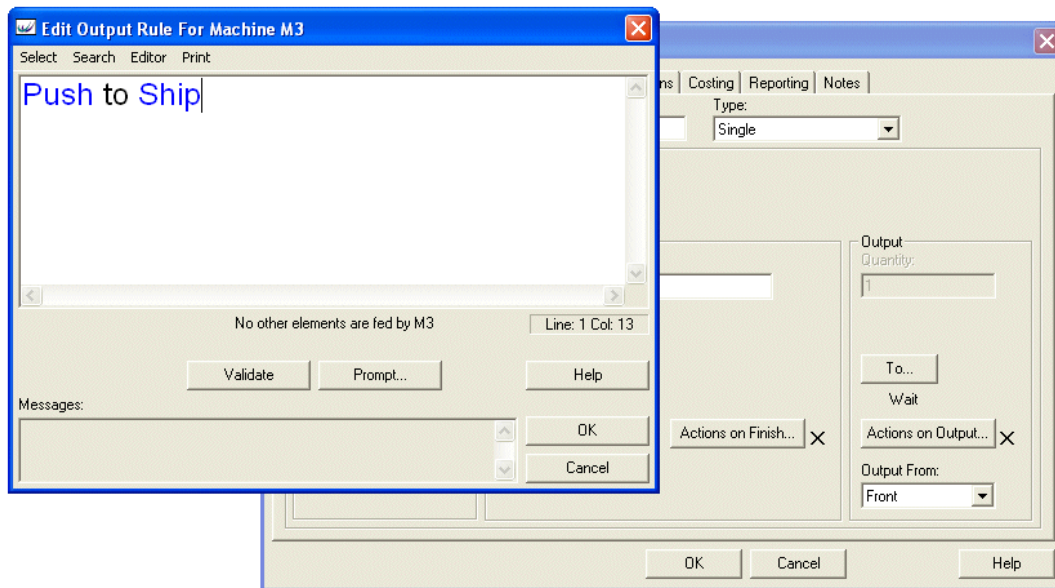 Edit Output Rule For Machine M3
Select Search Editor Print
Push to Ship
No other elements are fed by M3
Line: 1 Col: 13
Validate
Prompt...
Help
Messages:
OK
Cancel
ns Costing Reporting Notes
Type:
Single
Output
Quantity:
1
To...
Wait
Actions on Finish... X
Actions on Output... X
Output From:
Front
OK
Cancel
Help